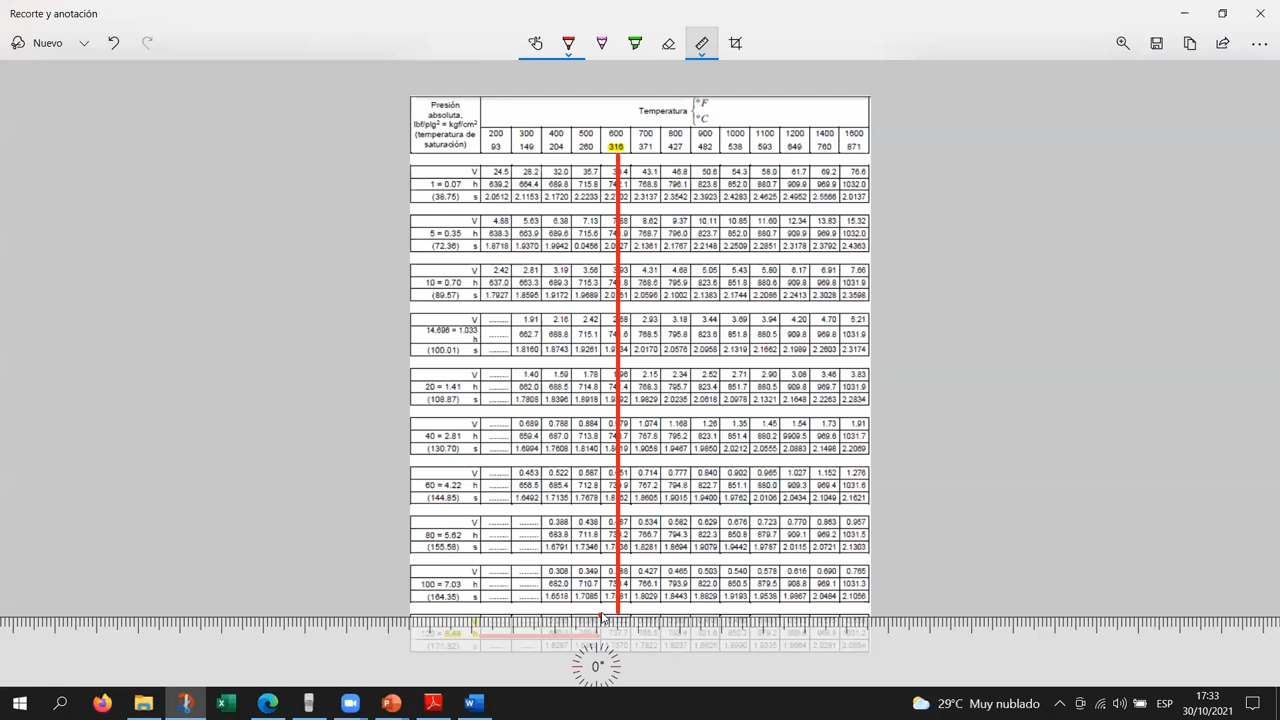 Recorte y anotación
Nuevo
Presión
absoluta,
lbf/plg² = kgf/cm²
(temperatura de
saturación)
Temperatura { °F
°C
200 300 400 500 600 700 800 900 1000 1100 1200 1400 1600
93 149 204 260 316 371 427 482 538 593 649 760 871
V 24.5 28.2 32.0 35.7 43.1 46.8 50.6 54.3 58.0 61.7 69.2 76.6
1 = 0.07 h 639.2 664.4 689.8 715.8 768.8 796.1 823.8 852.0 880.7 909.9 969.9 1032.0
(38.75) s 2.0512 2.1153 2.1720 2.2233 2.3137 2.3542 2.3923 2.4283 2.4625 2.4952 2.5566 2.0137
V 4.88 5.63 6.38 7.13 8.62 9.37 10.11 10.85 11.60 12.34 13.83 15.32
5 = 0.35 h 638.3 663.9 689.6 715.6 768.7 796.0 823.7 852.0 880.7 909.9 969.8 1032.0
(72.36) s 1.8718 1.9370 1.9942 0.0456 2.1361 2.1767 2.2148 2.2509 2.2851 2.3178 2.3792 2.4363
V 2.42 2.81 3.19 3.56 4.31 4.68 5.05 5.43 5.80 6.17 6.91 7.66
10 = 0.70 h 637.0 663.3 689.3 715.3 768.6 795.9 823.6 851.8 880.6 909.8 969.8 1031.9
(89.57) s 1.7927 1.8595 1.9172 1.9689 2.0596 2.1002 2.1383 2.1744 2.2086 2.2413 2.3028 2.3598
V ......... 1.91 2.16 2.42 2.93 3.18 3.44 3.69 3.94 4.20 4.70 5.21
14.696 = 1.033
h ......... 662.7 688.8 715.1 768.5 795.8 823.6 851.8 880.5 909.8 969.8 1031.9
(100.01) s ......... 1.8160 1.8743 1.9261 2.0170 2.0576 2.0958 2.1319 2.1662 2.1989 2.2603 2.3174
V ......... 1.40 1.59 1.78 2.15 2.34 2.52 2.71 2.90 3.08 3.46 3.83
20 = 1.41 h ......... 662.0 688.5 714.8 768.3 795.7 823.4 851.7 880.5 909.8 969.7 1031.9
(108.87) s ......... 1.7808 1.8396 1.8918 1.9829 2.0235 2.0618 2.0978 2.1321 2.1648 2.2263 2.2834
V ......... 0.689 0.788 0.884 1.074 1.168 1.26 1.35 1.45 1.54 1.73 1.91
40 = 2.81 h ......... 659.4 687.0 713.8 767.8 795.2 823.1 851.4 880.2 9909.5 969.6 1031.7
(130.70) s ......... 1.6994 1.7608 1.8140 1.9058 1.9467 1.9850 2.0212 2.0555 2.0883 2.1498 2.2069
V ......... 0.453 0.522 0.587 0.714 0.777 0.840 0.902 0.965 1.027 1.152 1.276
60 = 4.22 h ......... 656.5 685.4 712.8 767.2 794.8 822.7 851.1 880.0 909.3 969.4 1031.6
(144.85) s ......... 1.6492 1.7135 1.7678 1.8605 1.9015 1.9400 1.9762 2.0106 2.0434 2.1049 2.1621
V ......... ......... 0.388 0.438 0.534 0.582 0.629 0.676 0.723 0.770 0.863 0.957
80 = 5.62 h ......... ......... 683.8 711.8 766.7 794.3 822.3 850.8 879.7 909.1 969.2 1031.5
(155.58) s ......... ......... 1.6791 1.7346 1.8281 1.8694 1.9079 1.9442 1.9787 2.0115 2.0721 2.1303
V ......... ......... 0.308 0.349 0.427 0.465 0.503 0.540 0.578 0.616 0.690 0.765
100 = 7.03 h ......... ......... 682.0 710.7 766.1 793.9 822.0 850.5 879.5 908.8 969.1 1031.3
(164.35) s ......... ......... 1.6518 1.7085 1.8029 1.8443 1.8829 1.9193 1.9538 1.9867 2.0484 2.1056
0°
29°C Muy nublado
ESP
17:33
30/10/2021